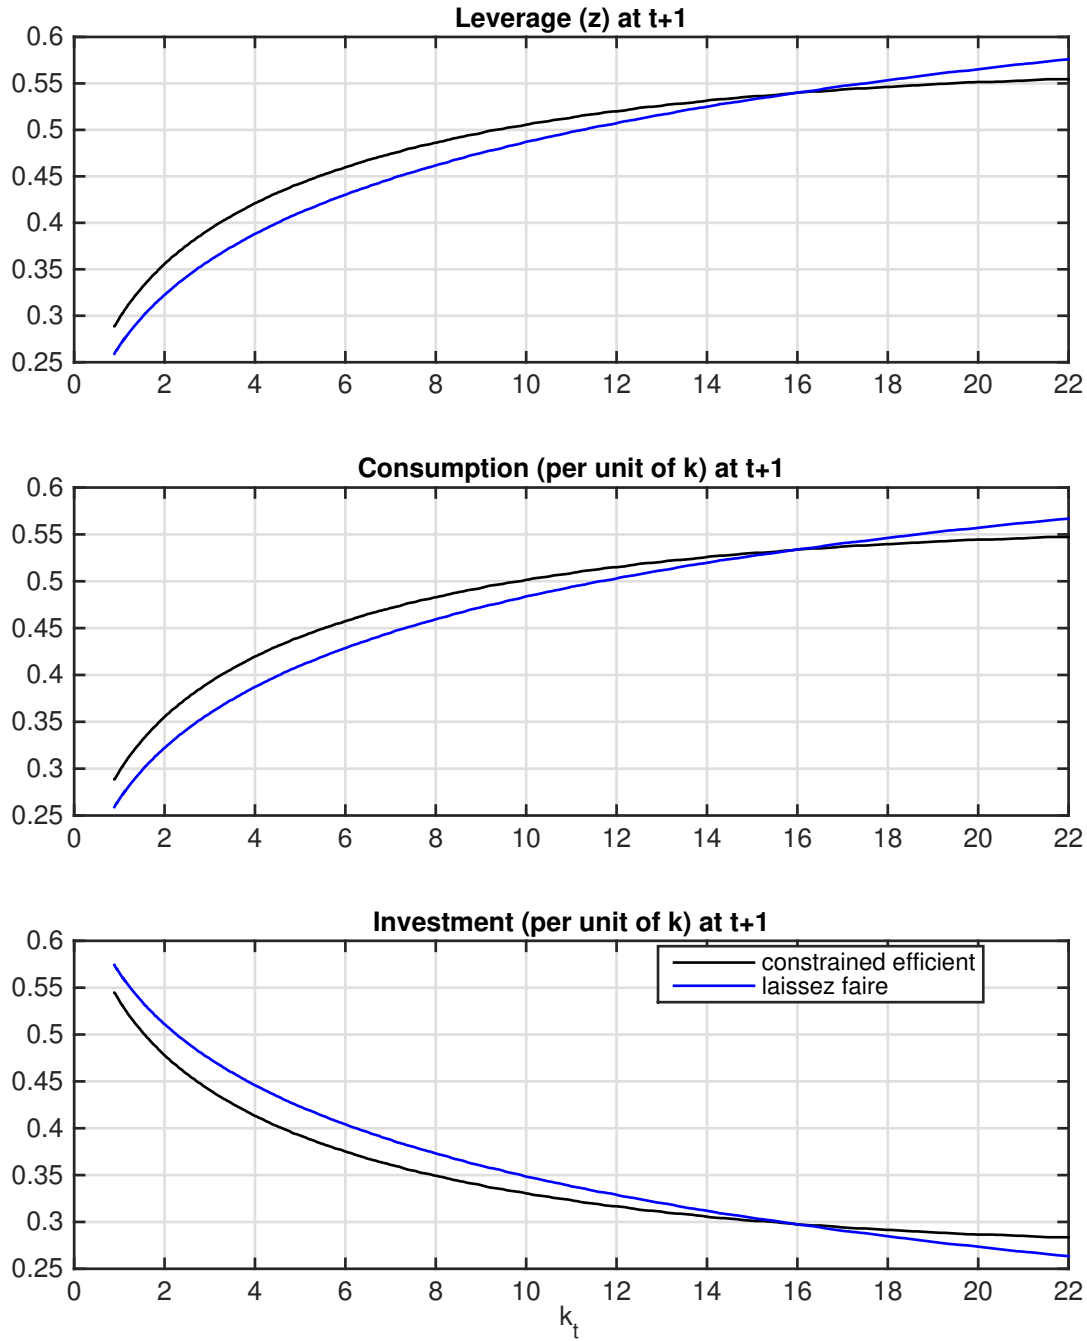 Leverage (z) at t+1
0.6
0.55
0.5
0.45
0.4
0.35
0.3
0.25
0 2 4 6 8 10 12 14 16 18 20 22
Consumption (per unit of k) at t+1
0.6
0.55
0.5
0.45
0.4
0.35
0.3
0.25
0 2 4 6 8 10 12 14 16 18 20 22
Investment (per unit of k) at t+1
0.6
0.55
0.5
0.45
0.4
0.35
0.3
0.25
constrained efficient
laissez faire
0 2 4 6 8 10 12 14 16 18 20 22
k_t